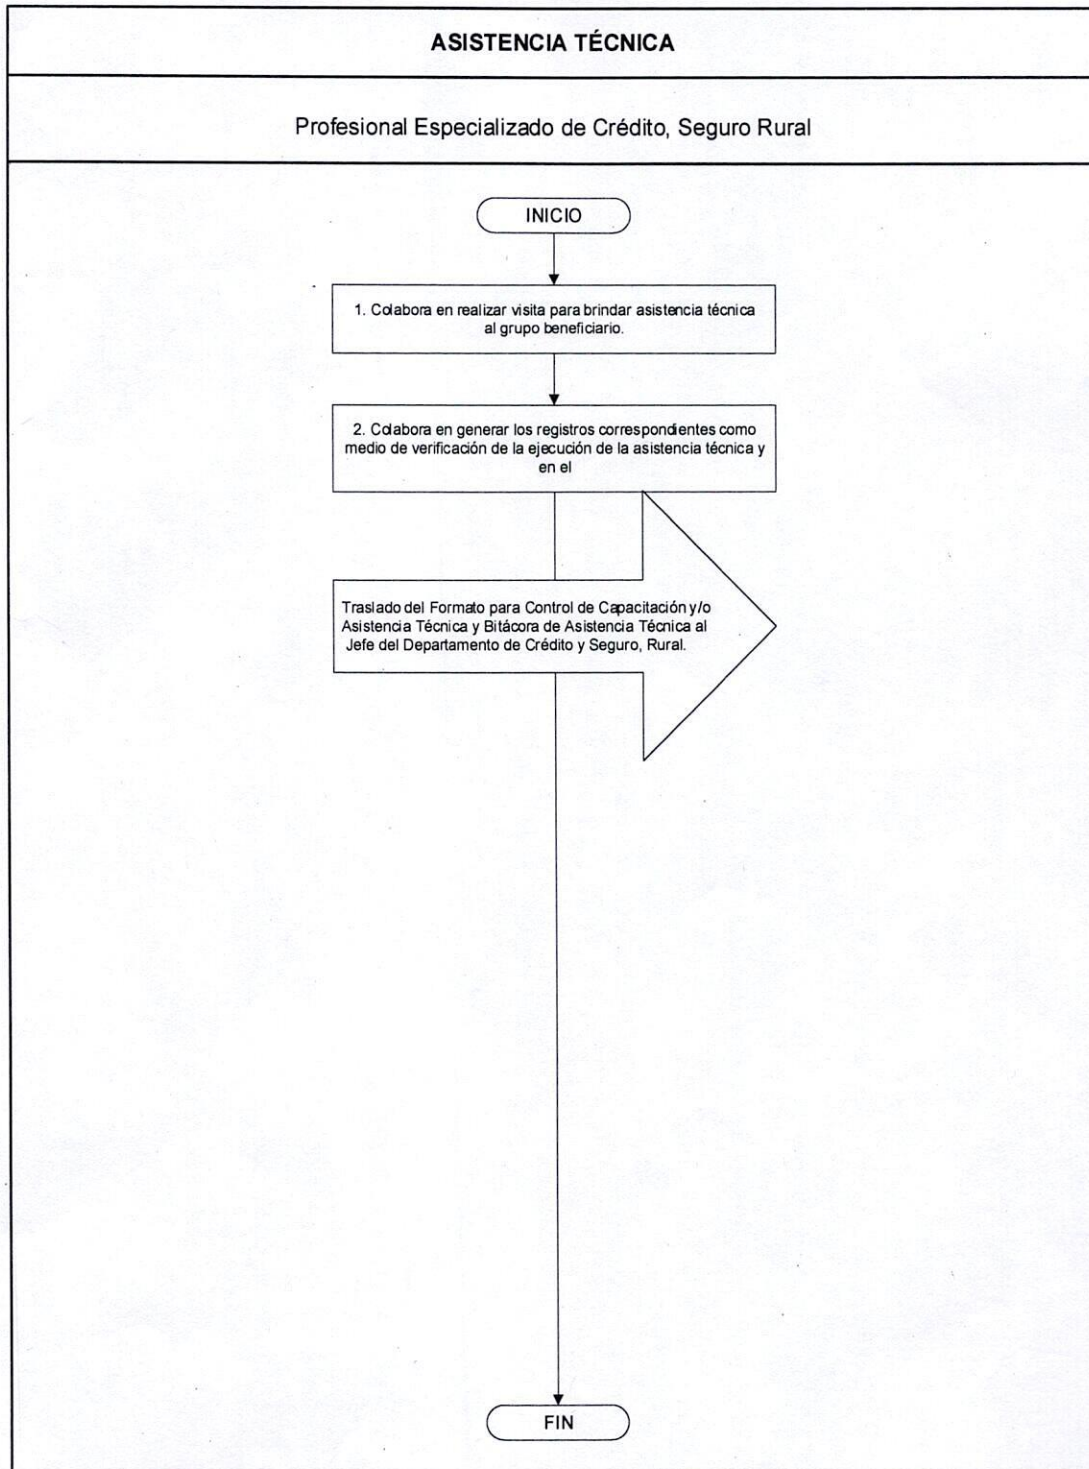 ASISTENCIA TÉCNICA
Profesional Especializado de Crédito, Seguro Rural
INICIO
1. Colabora en realizar visita para brindar asistencia técnica
al grupo beneficiario.
2. Colabora en generar los registros correspondientes como
medio de verificación de la ejecución de la asistencia técnica y
en el
Traslado del Formato para Control de Capacitación y/o
Asistencia Técnica y Bitácora de Asistencia Técnica al
Jefe del Departamento de Crédito y Seguro, Rural.
FIN